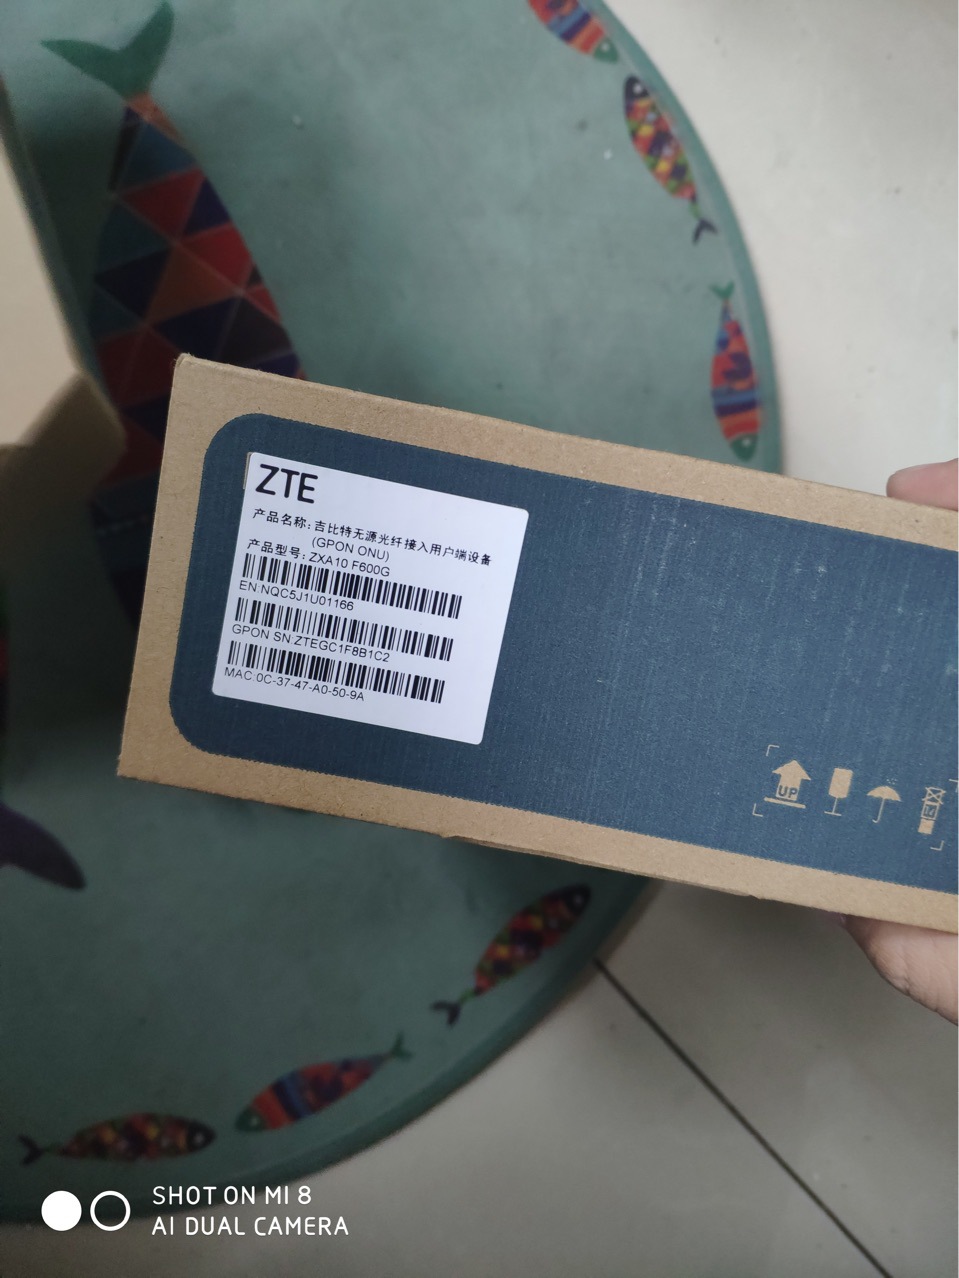 ZTE
产品名称: 吉比特无源光纤接入用户端设备
(GPON ONU)
产品型号: ZXA10 F600G
EN:NQC5J1U01166
GPON SN:ZTEGC1F8B1C2
MAC:0C-37-47-A0-50-9A
UP
SHOT ON MI 8
AI DUAL CAMERA